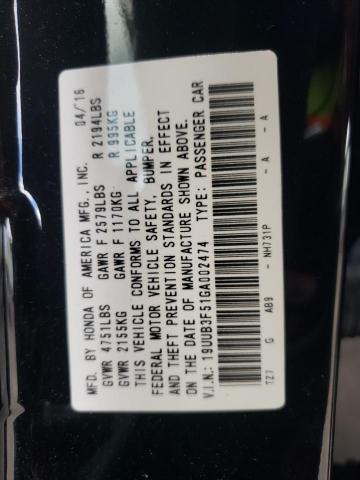 MFD. BY HONDA OF AMERICA MFG., INC. 04/16
GVWR 4751LBS GAWR F 2579LBS R 2194LBS
GVWR 2155KG GAWR F 1170KG R 995KG
THIS VEHICLE CONFORMS TO ALL APPLICABLE
FEDERAL MOTOR VEHICLE SAFETY, BUMPER,
AND THEFT PREVENTION STANDARDS IN EFFECT
ON THE DATE OF MANUFACTURE SHOWN ABOVE.
V.I.N.: 19UUB3F51GA002474 TYPE: PASSENGER CAR
TZ7 G AB9 - NH731P - A - A